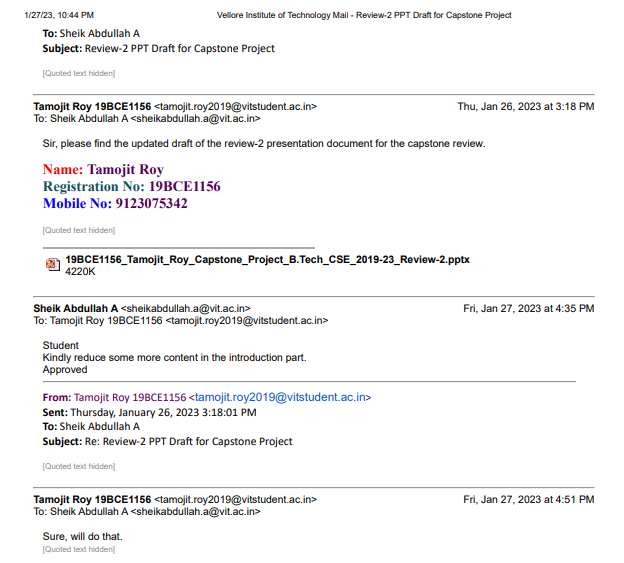 1/27/23, 10:44 PM Vellore Institute of Technology Mail - Review-2 PPT Draft for Capstone Project
To: Sheik Abdullah A
Subject: Review-2 PPT Draft for Capstone Project
[Quoted text hidden]
Tamojit Roy 19BCE1156 <tamojit.roy2019@vitstudent.ac.in> Thu, Jan 26, 2023 at 3:18 PM
To: Sheik Abdullah A <sheikabdullah.a@vit.ac.in>
Sir, please find the updated draft of the review-2 presentation document for the capstone review.
Name: Tamojit Roy
Registration No: 19BCE1156
Mobile No: 9123075342
[Quoted text hidden]
19BCE1156_Tamojit_Roy_Capstone_Project_B.Tech_CSE_2019-23_Review-2.pptx
4220K
Sheik Abdullah A <sheikabdullah.a@vit.ac.in> Fri, Jan 27, 2023 at 4:35 PM
To: Tamojit Roy 19BCE1156 <tamojit.roy2019@vitstudent.ac.in>
Student
Kindly reduce some more content in the introduction part.
Approved
From: Tamojit Roy 19BCE1156 <tamojit.roy2019@vitstudent.ac.in>
Sent: Thursday, January 26, 2023 3:18:01 PM
To: Sheik Abdullah A
Subject: Re: Review-2 PPT Draft for Capstone Project
[Quoted text hidden]
Tamojit Roy 19BCE1156 <tamojit.roy2019@vitstudent.ac.in> Fri, Jan 27, 2023 at 4:51 PM
To: Sheik Abdullah A <sheikabdullah.a@vit.ac.in>
Sure, will do that.
[Quoted text hidden]